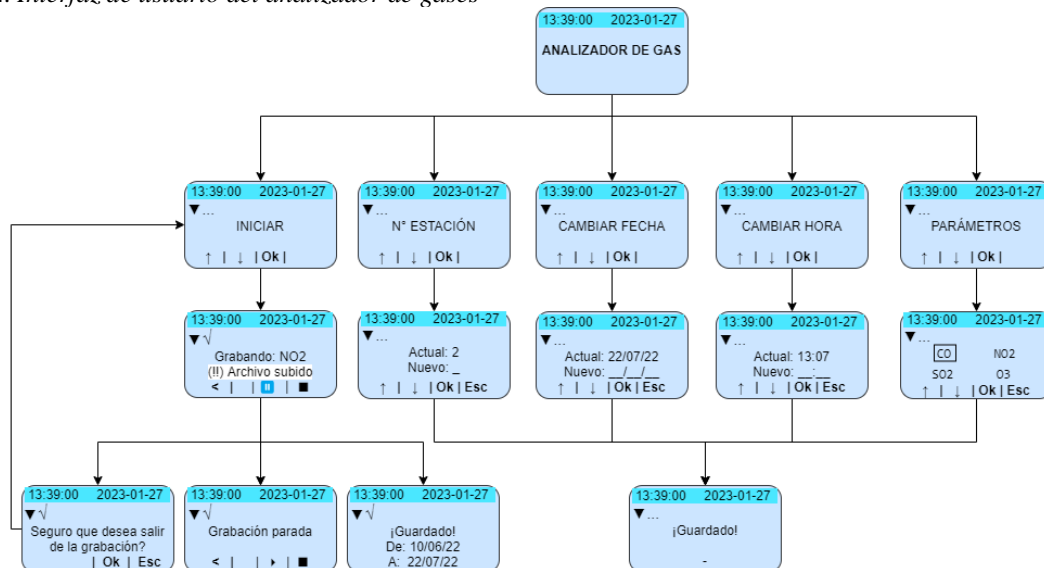 Interfaz de usuario del analizador de gases
13:39:00 2023-01-27
ANALIZADOR DE GAS
13:39:00 2023-01-27
▼...
INICIAR
↑ | ↓ | Ok |
13:39:00 2023-01-27
▼...
N° ESTACIÓN
↑ | ↓ | Ok |
13:39:00 2023-01-27
▼...
CAMBIAR FECHA
↑ | ↓ | Ok |
13:39:00 2023-01-27
▼...
CAMBIAR HORA
↑ | ↓ | Ok |
13:39:00 2023-01-27
▼...
PARÁMETROS
↑ | ↓ | Ok |
13:39:00 2023-01-27
▼√
Grabando: NO2
(!!) Archivo subido
< | | ⏸ | ■
13:39:00 2023-01-27
▼...
Actual: 2
Nuevo: _
↑ | ↓ | Ok | Esc
13:39:00 2023-01-27
▼...
Actual: 22/07/22
Nuevo: __/__/__
↑ | ↓ | Ok | Esc
13:39:00 2023-01-27
▼...
Actual: 13:07
Nuevo: __:__
↑ | ↓ | Ok | Esc
13:39:00 2023-01-27
▼...
CO NO2
SO2 O3
↑ | ↓ | Ok | Esc
13:39:00 2023-01-27
▼√
Seguro que desea salir
de la grabación?
| Ok | Esc
13:39:00 2023-01-27
▼√
Grabación parada
< | | ▶ | ■
13:39:00 2023-01-27
▼√
¡Guardado!
De: 10/06/22
A: 22/07/22
13:39:00 2023-01-27
▼...
¡Guardado!
-